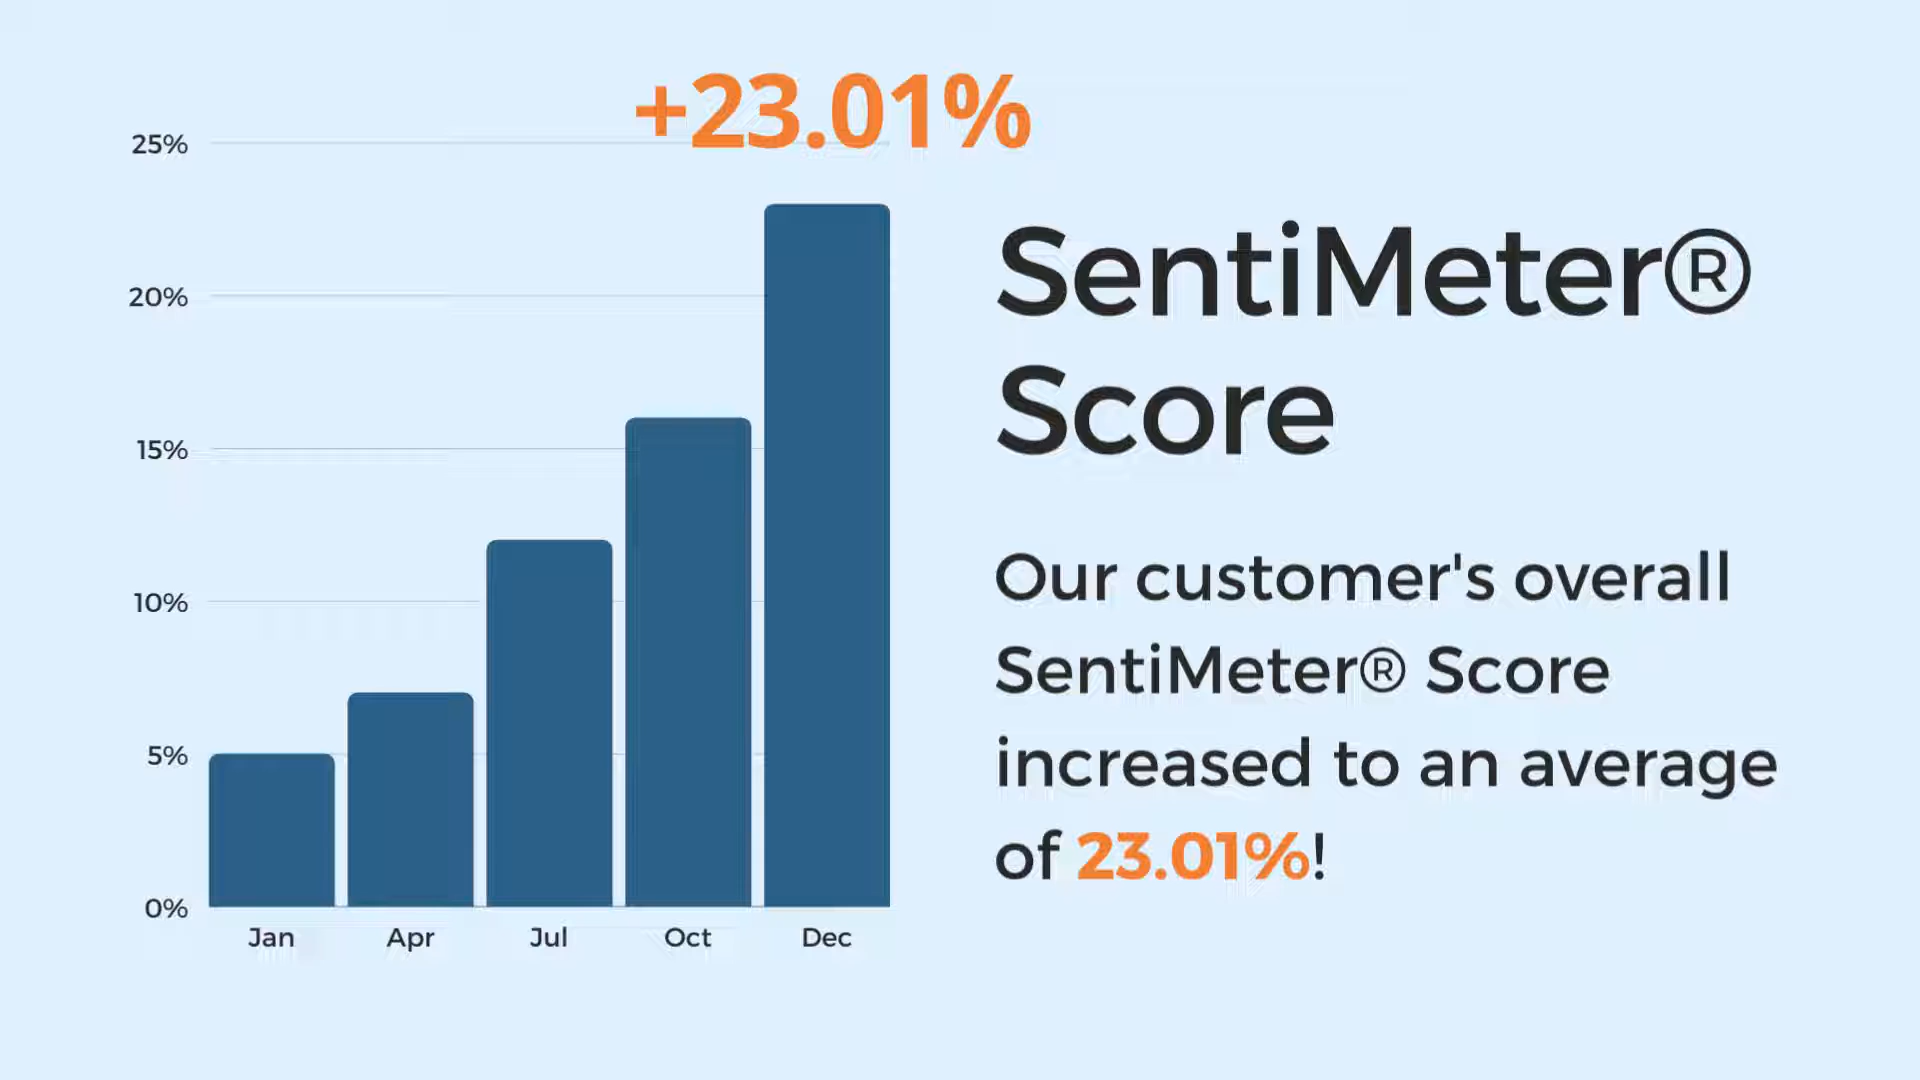 +23.01%
25%
20%
15%
10%
5%
0%
Jan Apr Jul Oct Dec
SentiMeter®
Score
Our customer's overall
SentiMeter® Score
increased to an average
of 23.01%!